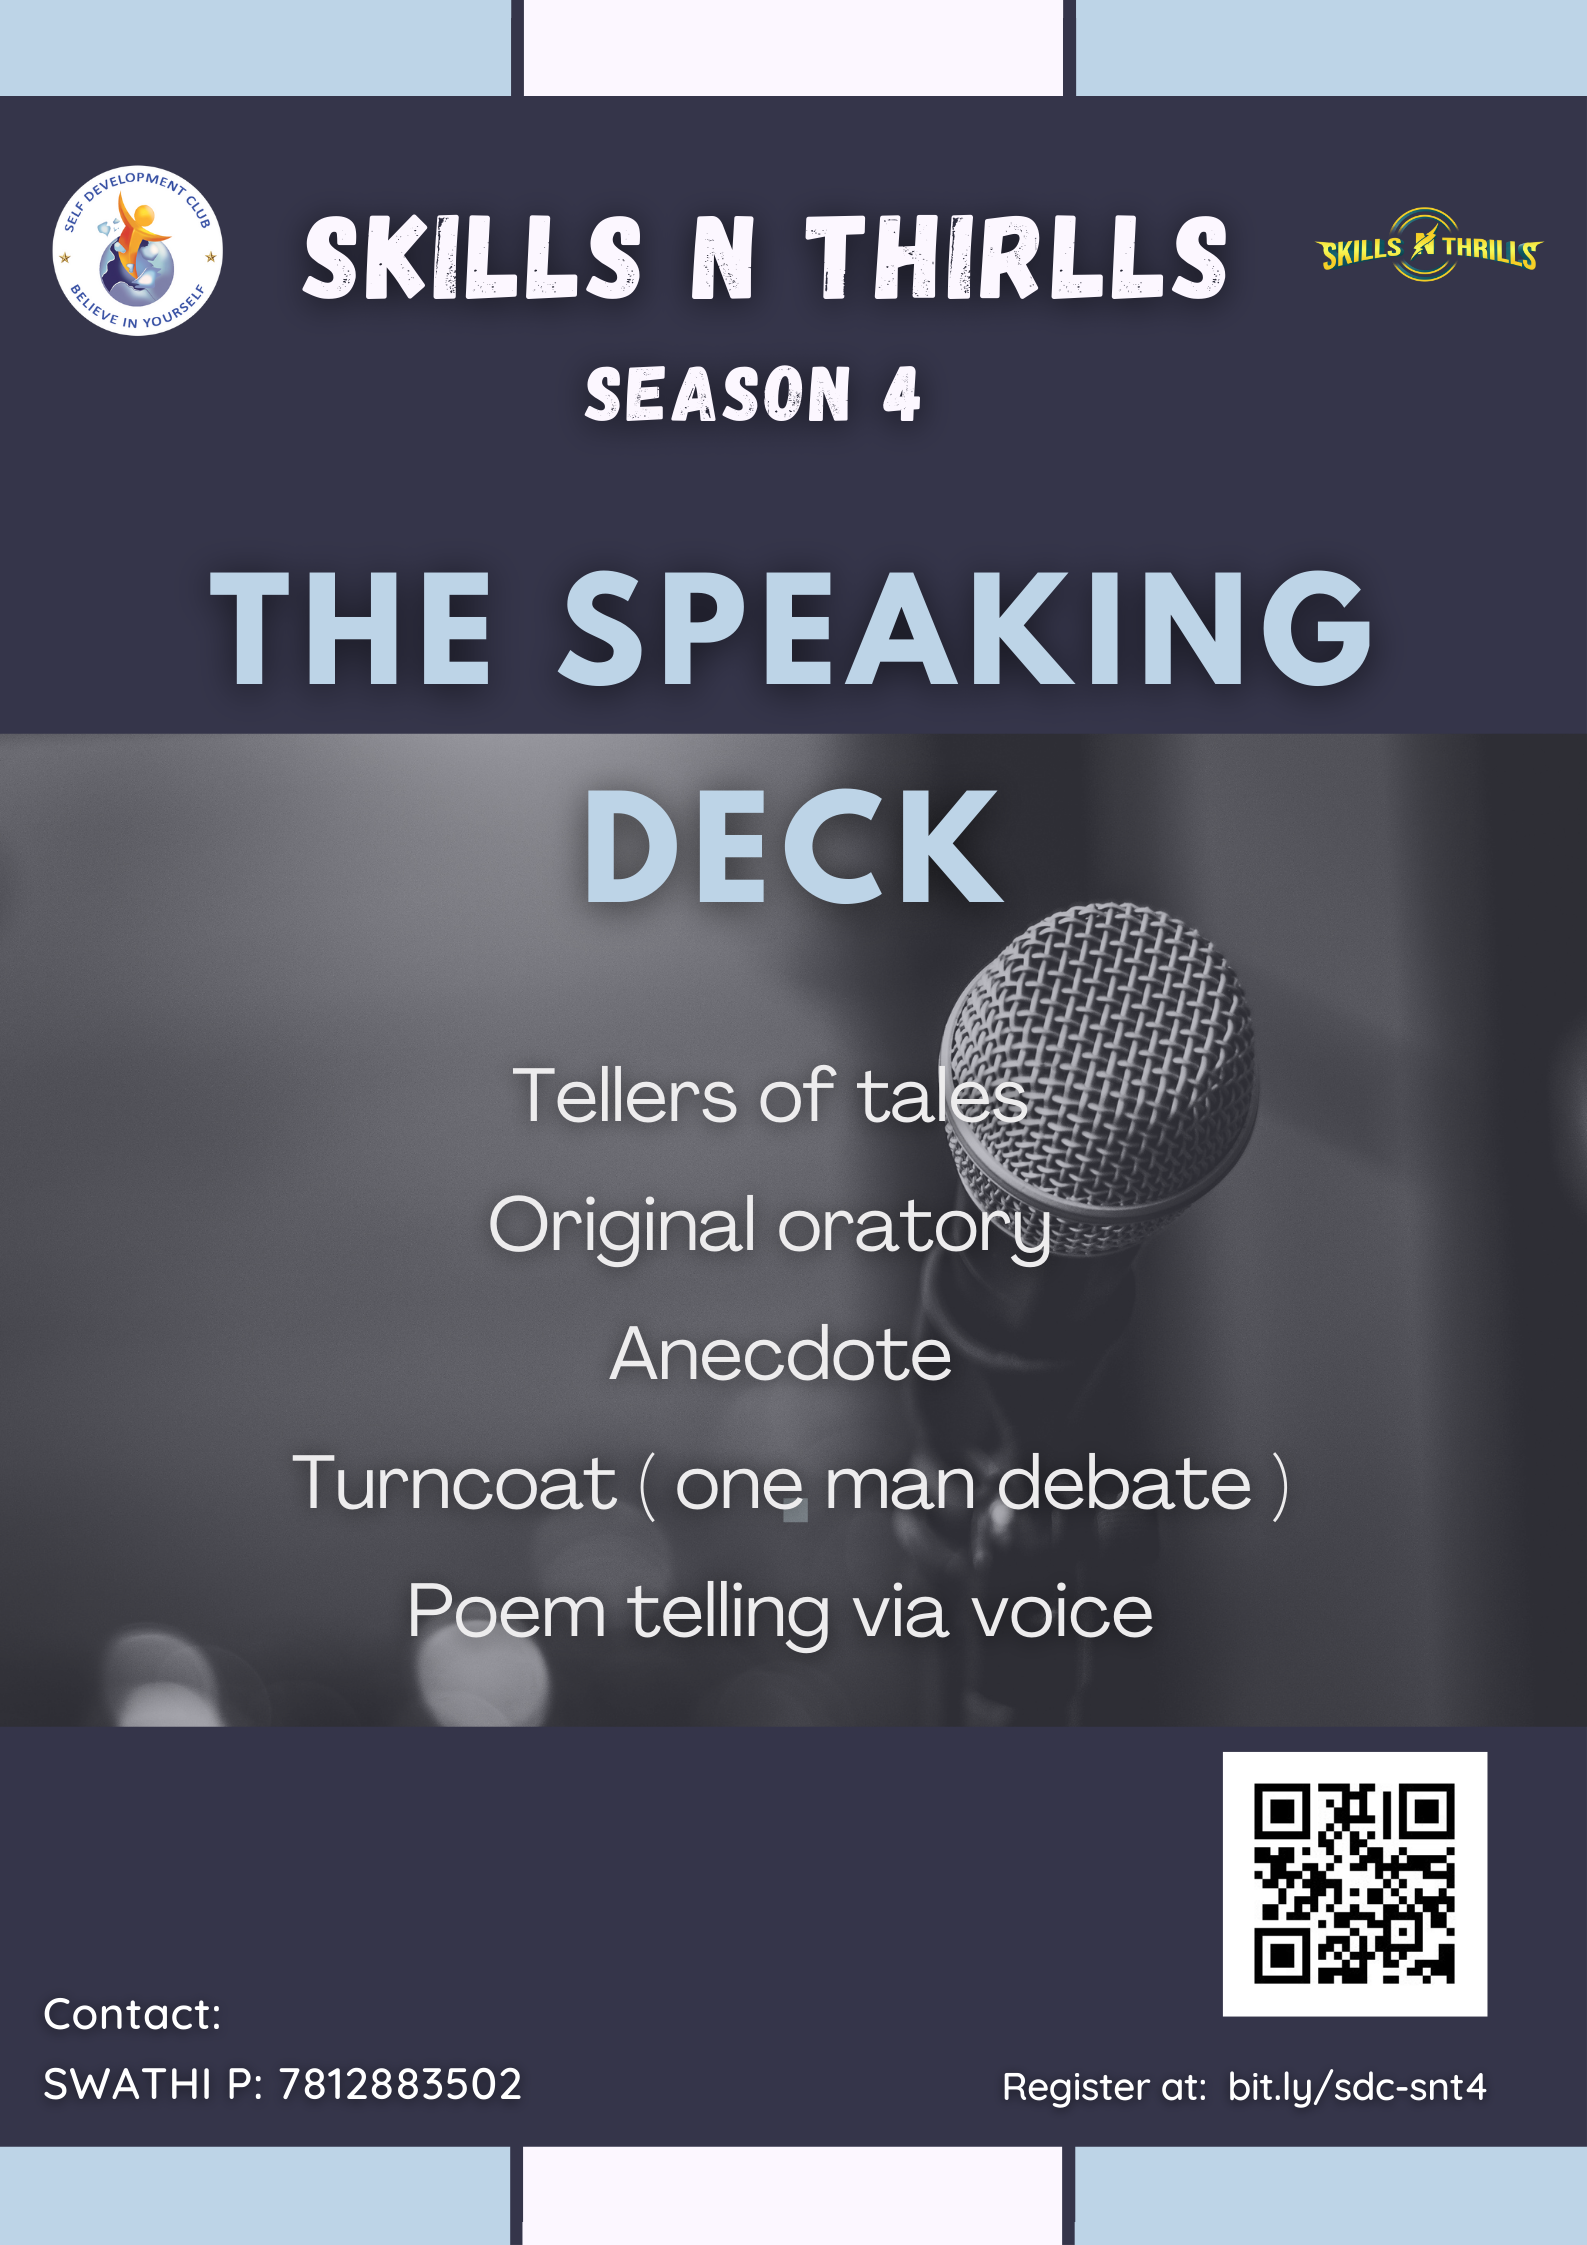 SELF DEVELOPMENT CLUB
BELIEVE IN YOURSELF
SKILLS N THIRLLS
SKILLS N THRILLS
SEASON 4
THE SPEAKING
DECK
Tellers of tales
Original oratory
Anecdote
Turncoat ( one man debate )
Poem telling via voice
Contact:
SWATHI P: 7812883502
Register at: bit.ly/sdc-snt4